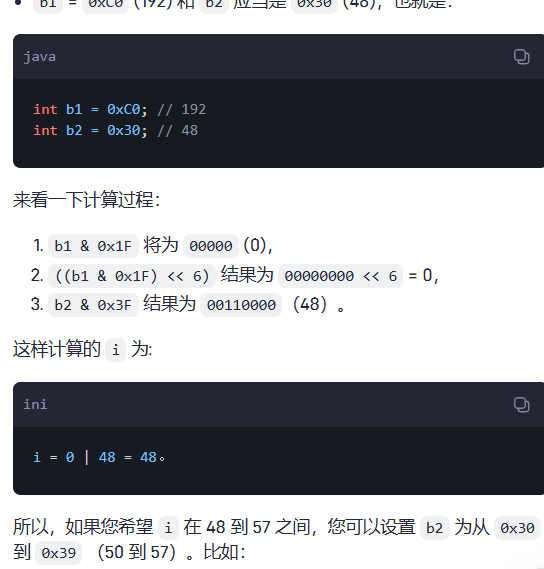 • b1 = 0xC0 (192) 和 b2 应当是 0x30 (48)，也就是：
java
int b1 = 0xC0; // 192
int b2 = 0x30; // 48
来看一下计算过程：
1. b1 & 0x1F 将为 00000（0），
2. ((b1 & 0x1F) << 6) 结果为 00000000 << 6 = 0，
3. b2 & 0x3F 结果为 00110000（48）。
这样计算的 i 为:
ini
i = 0 | 48 = 48。
所以，如果您希望 i 在 48 到 57 之间，您可以设置 b2 为从 0x30
到 0x39 （50 到 57）。比如：